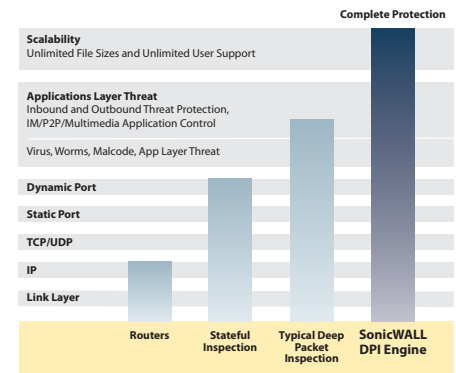 Complete Protection
Scalability
Unlimited File Sizes and Unlimited User Support
Applications Layer Threat
Inbound and Outbound Threat Protection,
IM/P2P/Multimedia Application Control
Virus, Worms, Malcode, App Layer Threat
Dynamic Port
Static Port
TCP/UDP
IP
Link Layer
Routers
Stateful
Inspection
Typical Deep
Packet
Inspection
SonicWALL
DPI Engine